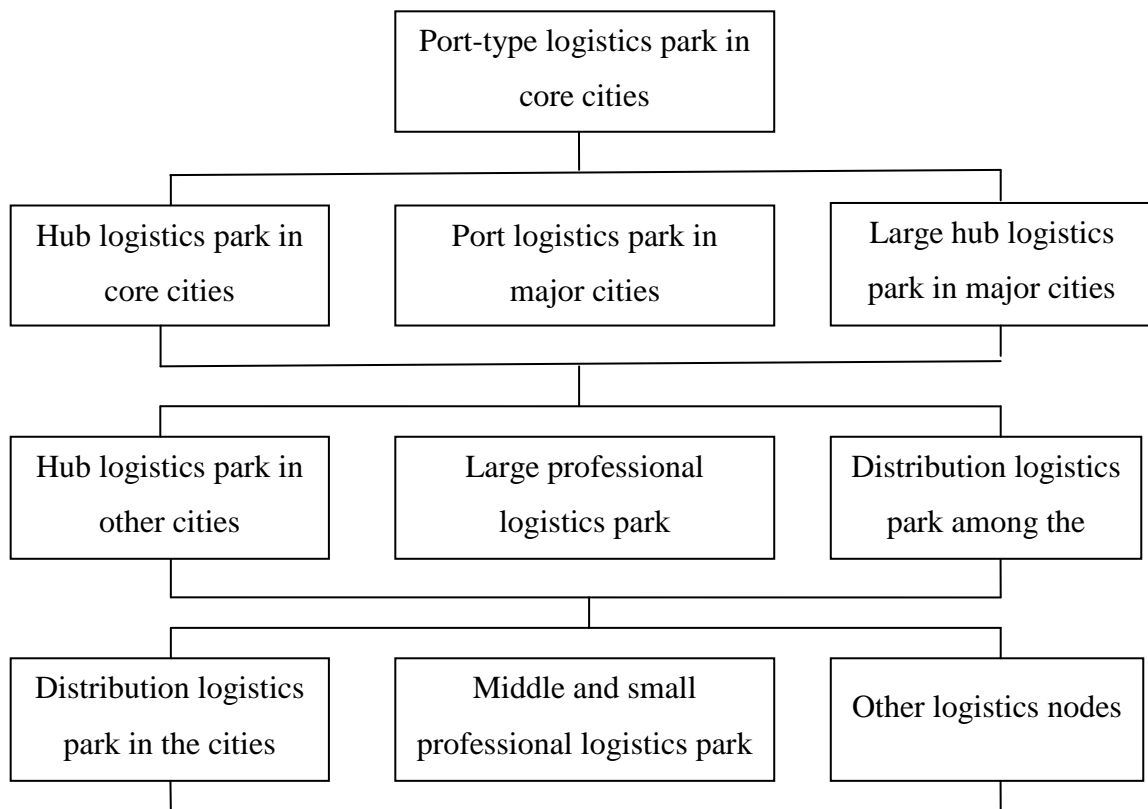 Port-type logistics park in
core cities
Hub logistics park in
core cities
Port logistics park in
major cities
Large hub logistics
park in major cities
Hub logistics park in
other cities
Large professional
logistics park
Distribution logistics
park among the
Distribution logistics
park in the cities
Middle and small
professional logistics park
Other logistics nodes